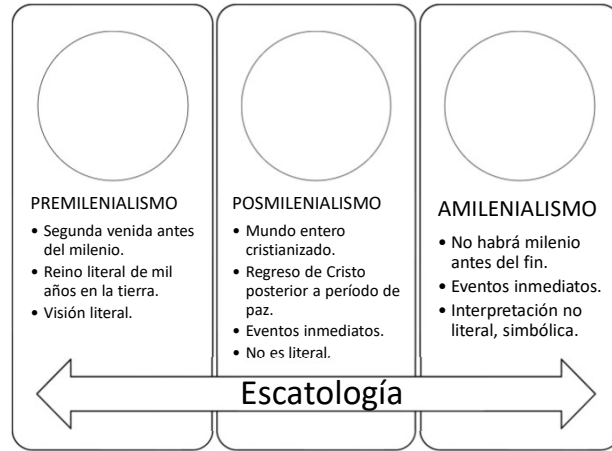 PREMILENIALISMO
• Segunda venida antes
del milenio.
• Reino literal de mil
años en la tierra.
• Visión literal.
POSMILENIALISMO
• Mundo entero
cristianizado.
• Regreso de Cristo
posterior a período de
paz.
• Eventos inmediatos.
• No es literal.
AMILENIALISMO
• No habrá milenio
antes del fin.
• Eventos inmediatos.
• Interpretación no
literal, simbólica.
Escatología